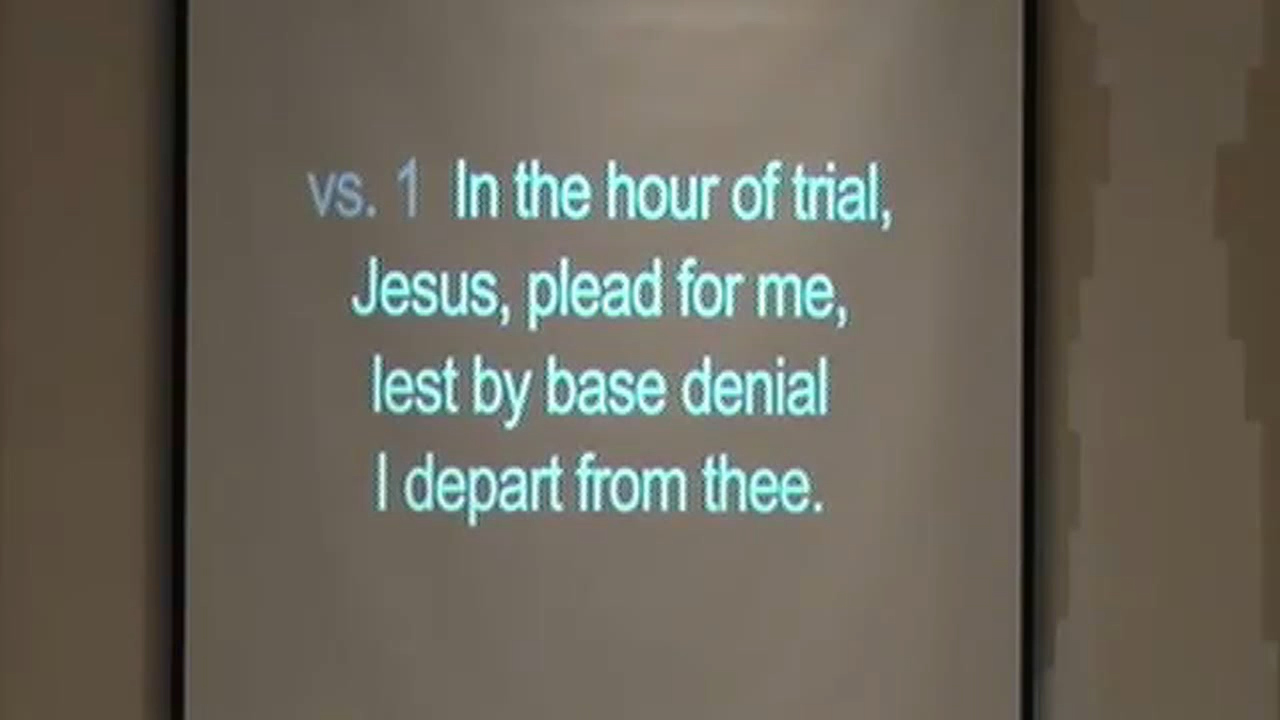 vs. 1 In the hour of trial,
Jesus, plead for me,
lest by base denial
I depart from thee.